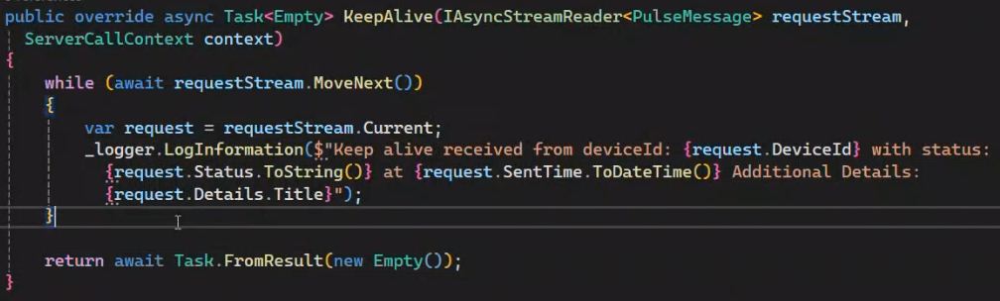 public override async Task<Empty> KeepAlive(IAsyncStreamReader<PulseMessage> requestStream,
  ServerCallContext context)
{
    while (await requestStream.MoveNext())
    {
        var request = requestStream.Current;
        _logger.LogInformation($"Keep alive received from deviceId: {request.DeviceId} with status:
          {request.Status.ToString()} at {request.SentTime.ToDateTime()} Additional Details:
          {request.Details.Title}");
    }
    return await Task.FromResult(new Empty());
}